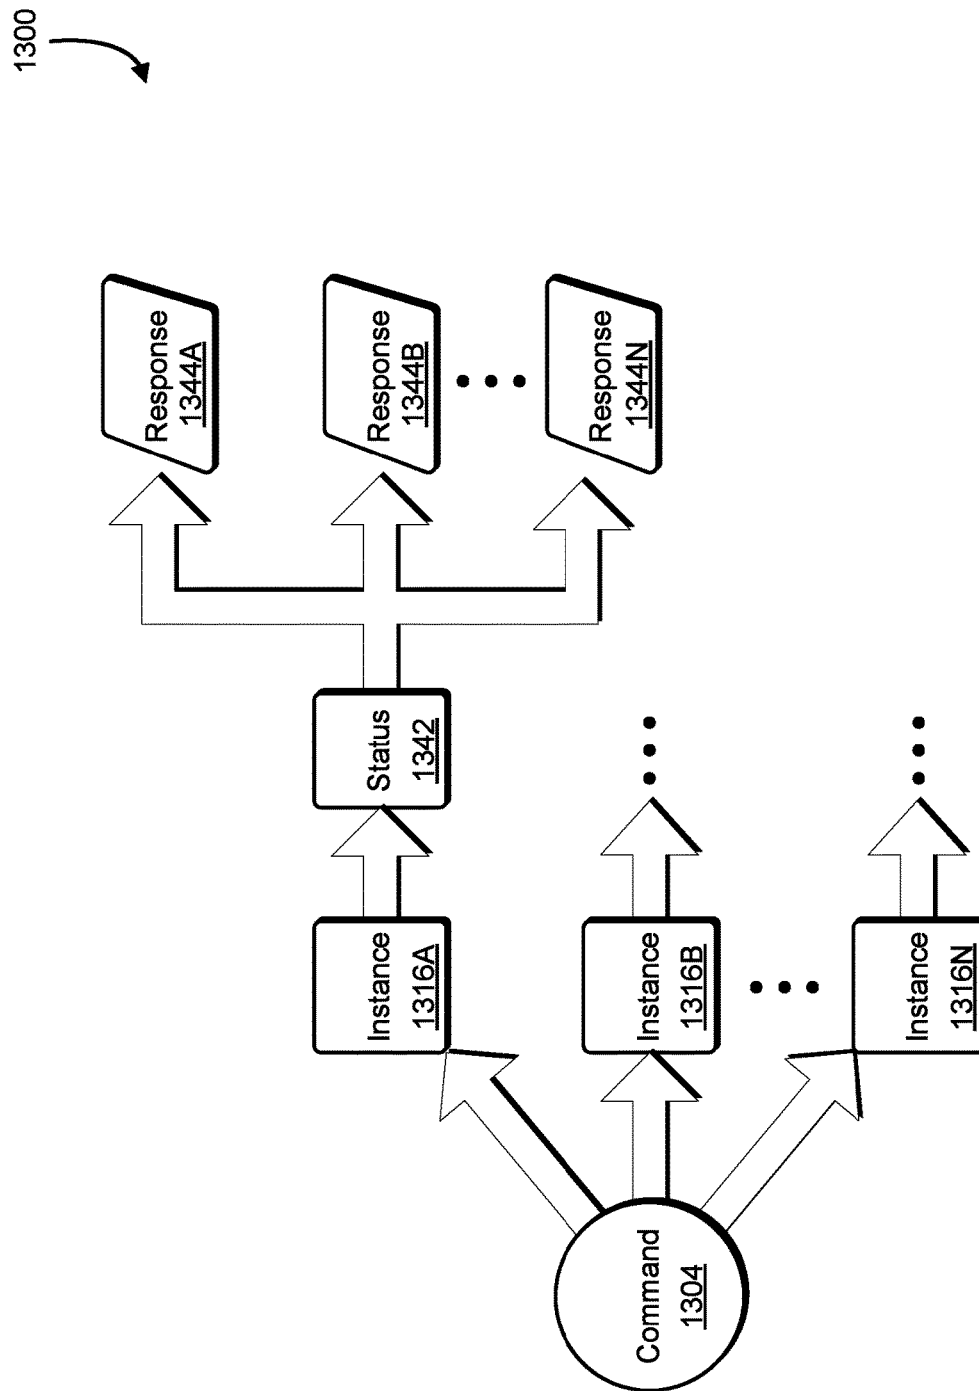 1300
Command
1304
Instance
1316A
Instance
1316B
Instance
1316N
Status
1342
Response
1344A
Response
1344B
Response
1344N